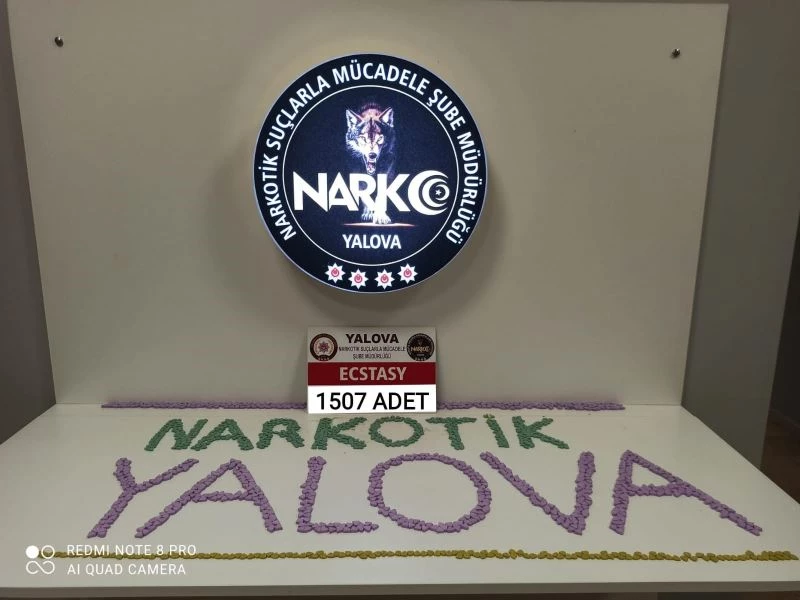 NARKOTİK SUÇLARLA MÜCADELE ŞUBE MÜDÜRLÜĞÜ
NARKO
YALOVA
YALOVA
NARKOTİK SUÇLARLA MÜCADELE
ŞUBE MÜDÜRLÜĞÜ
NARKO
ECSTASY
1507 ADET
NARKOTİK
YALOVA
REDMI NOTE 8 PRO
AI QUAD CAMERA